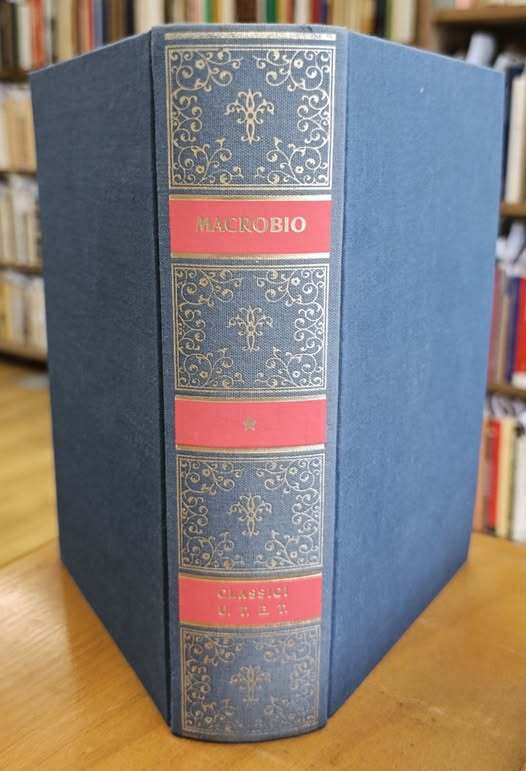 MACROBIO
CLASSICI
U. T. E. T.